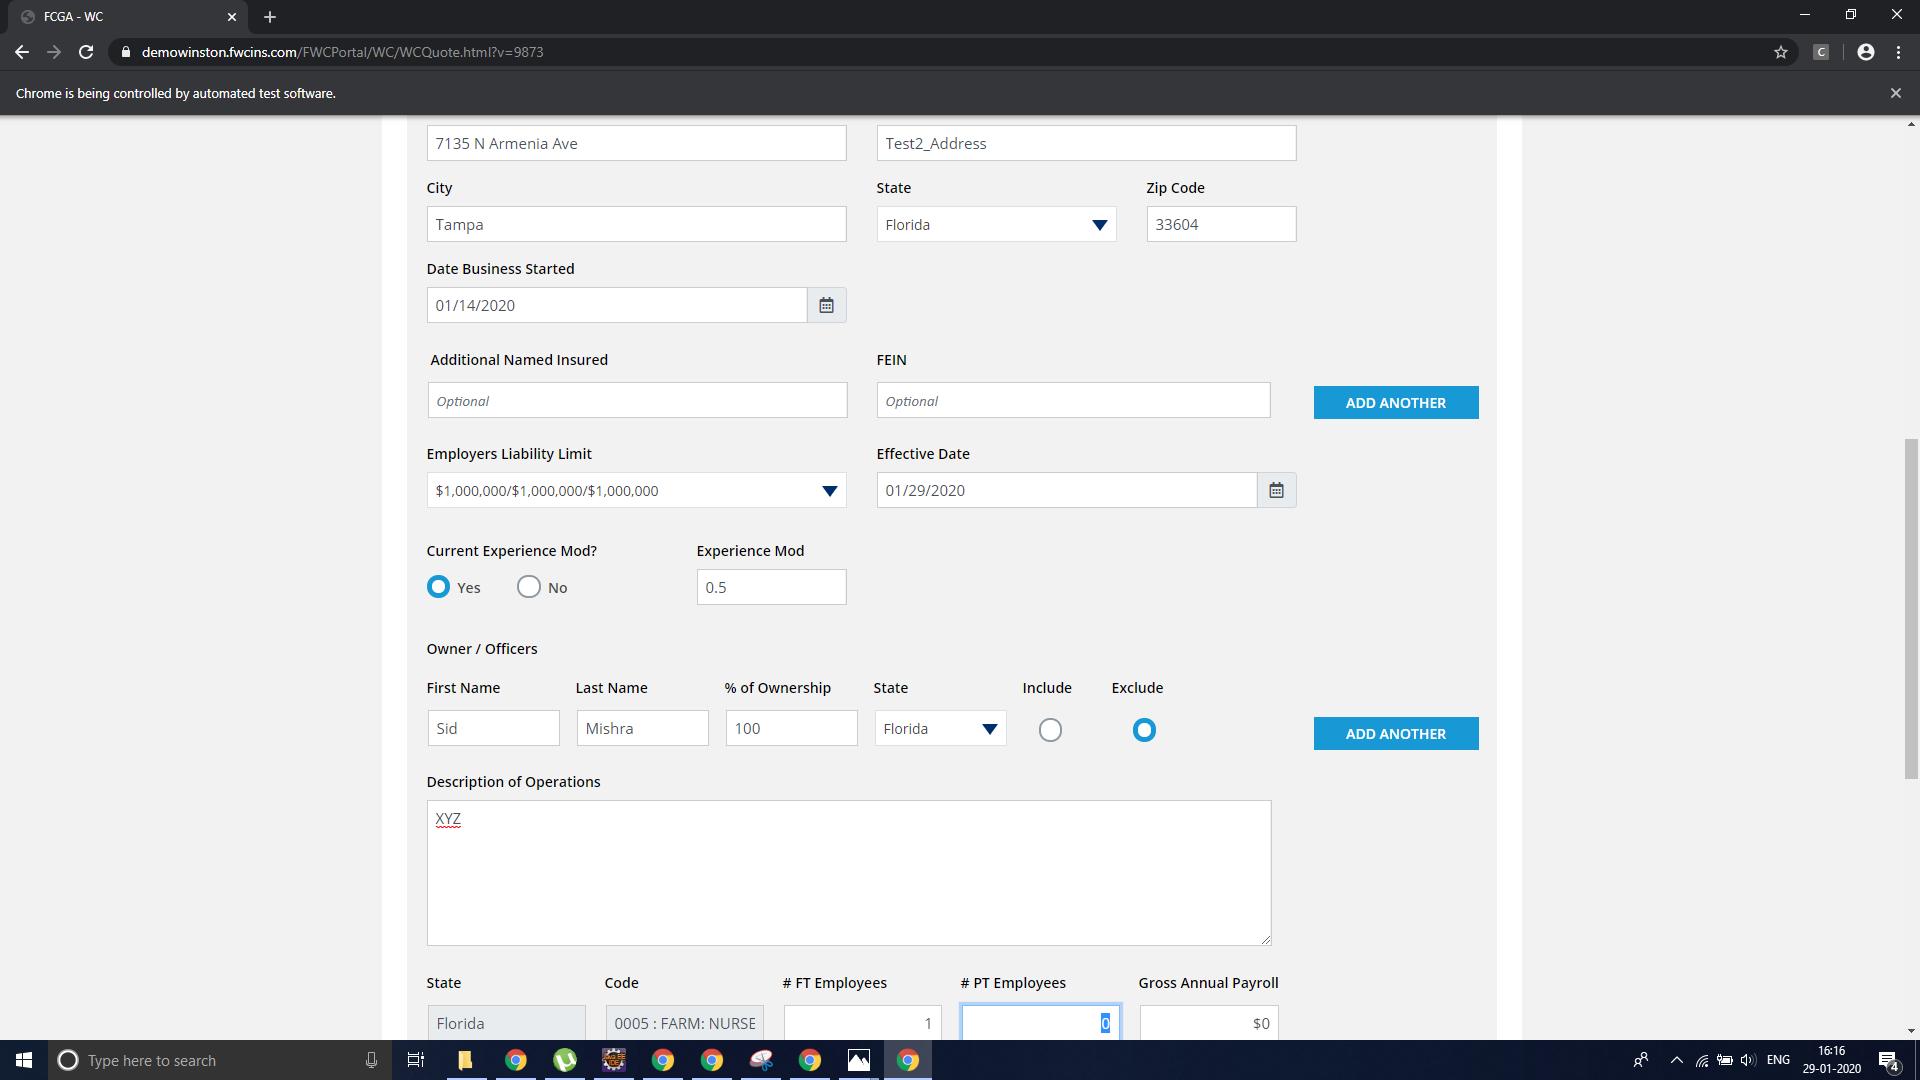 FCGA - WC
demowinston.fwcins.com/FWCPortal/WC/WCQuote.html?v=9873
C
Chrome is being controlled by automated test software.
7135 N Armenia Ave
Test2_Address
City
State
Zip Code
Tampa
Florida
33604
Date Business Started
01/14/2020
Additional Named Insured
FEIN
Optional
Optional
ADD ANOTHER
Employers Liability Limit
Effective Date
$1,000,000/$1,000,000/$1,000,000
01/29/2020
Current Experience Mod?
Experience Mod
Yes
No
0.5
Owner / Officers
First Name
Last Name
% of Ownership
State
Include
Exclude
Sid
Mishra
100
Florida
ADD ANOTHER
Description of Operations
XYZ
State
Code
# FT Employees
# PT Employees
Gross Annual Payroll
Florida
0005 : FARM: NURSE
1
0
$0
Type here to search
ENG
16:16
29-01-2020
4